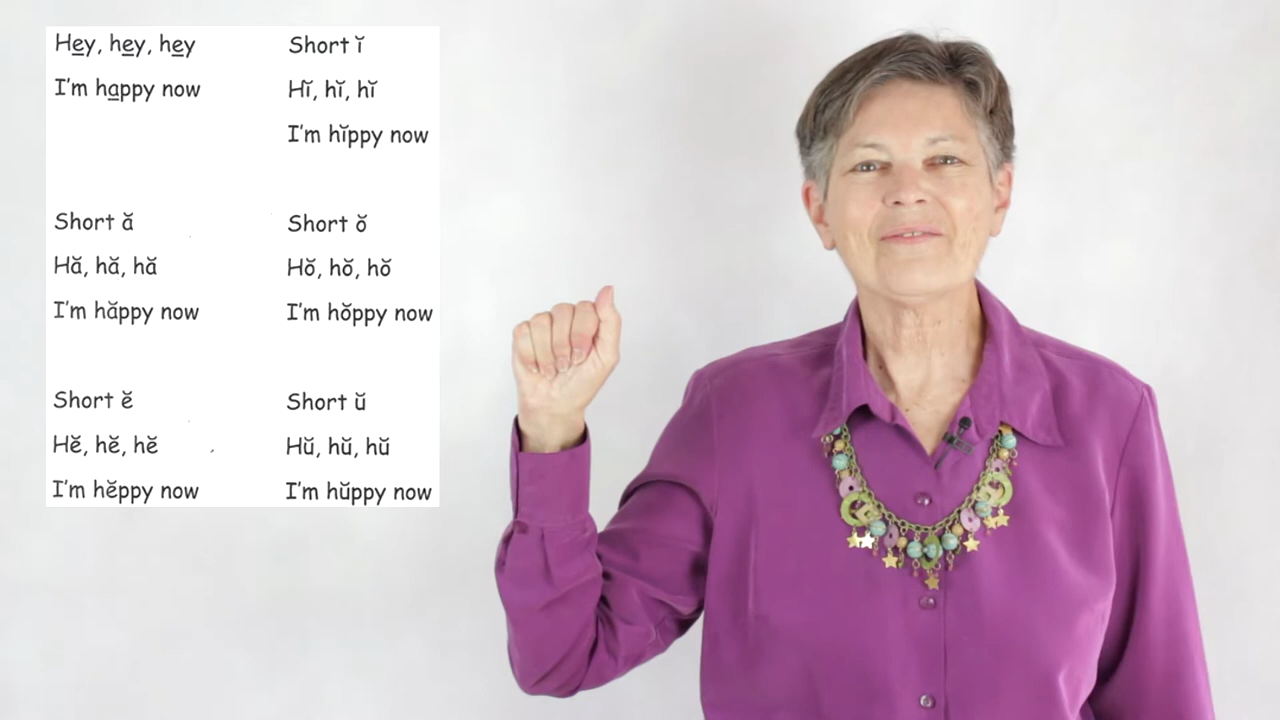 Hey, hey, hey
I'm happy now
Short ă
Hă, hă, hă
I'm hăppy now
Short ĕ
Hĕ, hĕ, hĕ
I'm hĕppy now
Short ĭ
Hĭ, hĭ, hĭ
I'm hĭppy now
Short ŏ
Hŏ, hŏ, hŏ
I'm hŏppy now
Short ŭ
Hŭ, hŭ, hŭ
I'm hŭppy now